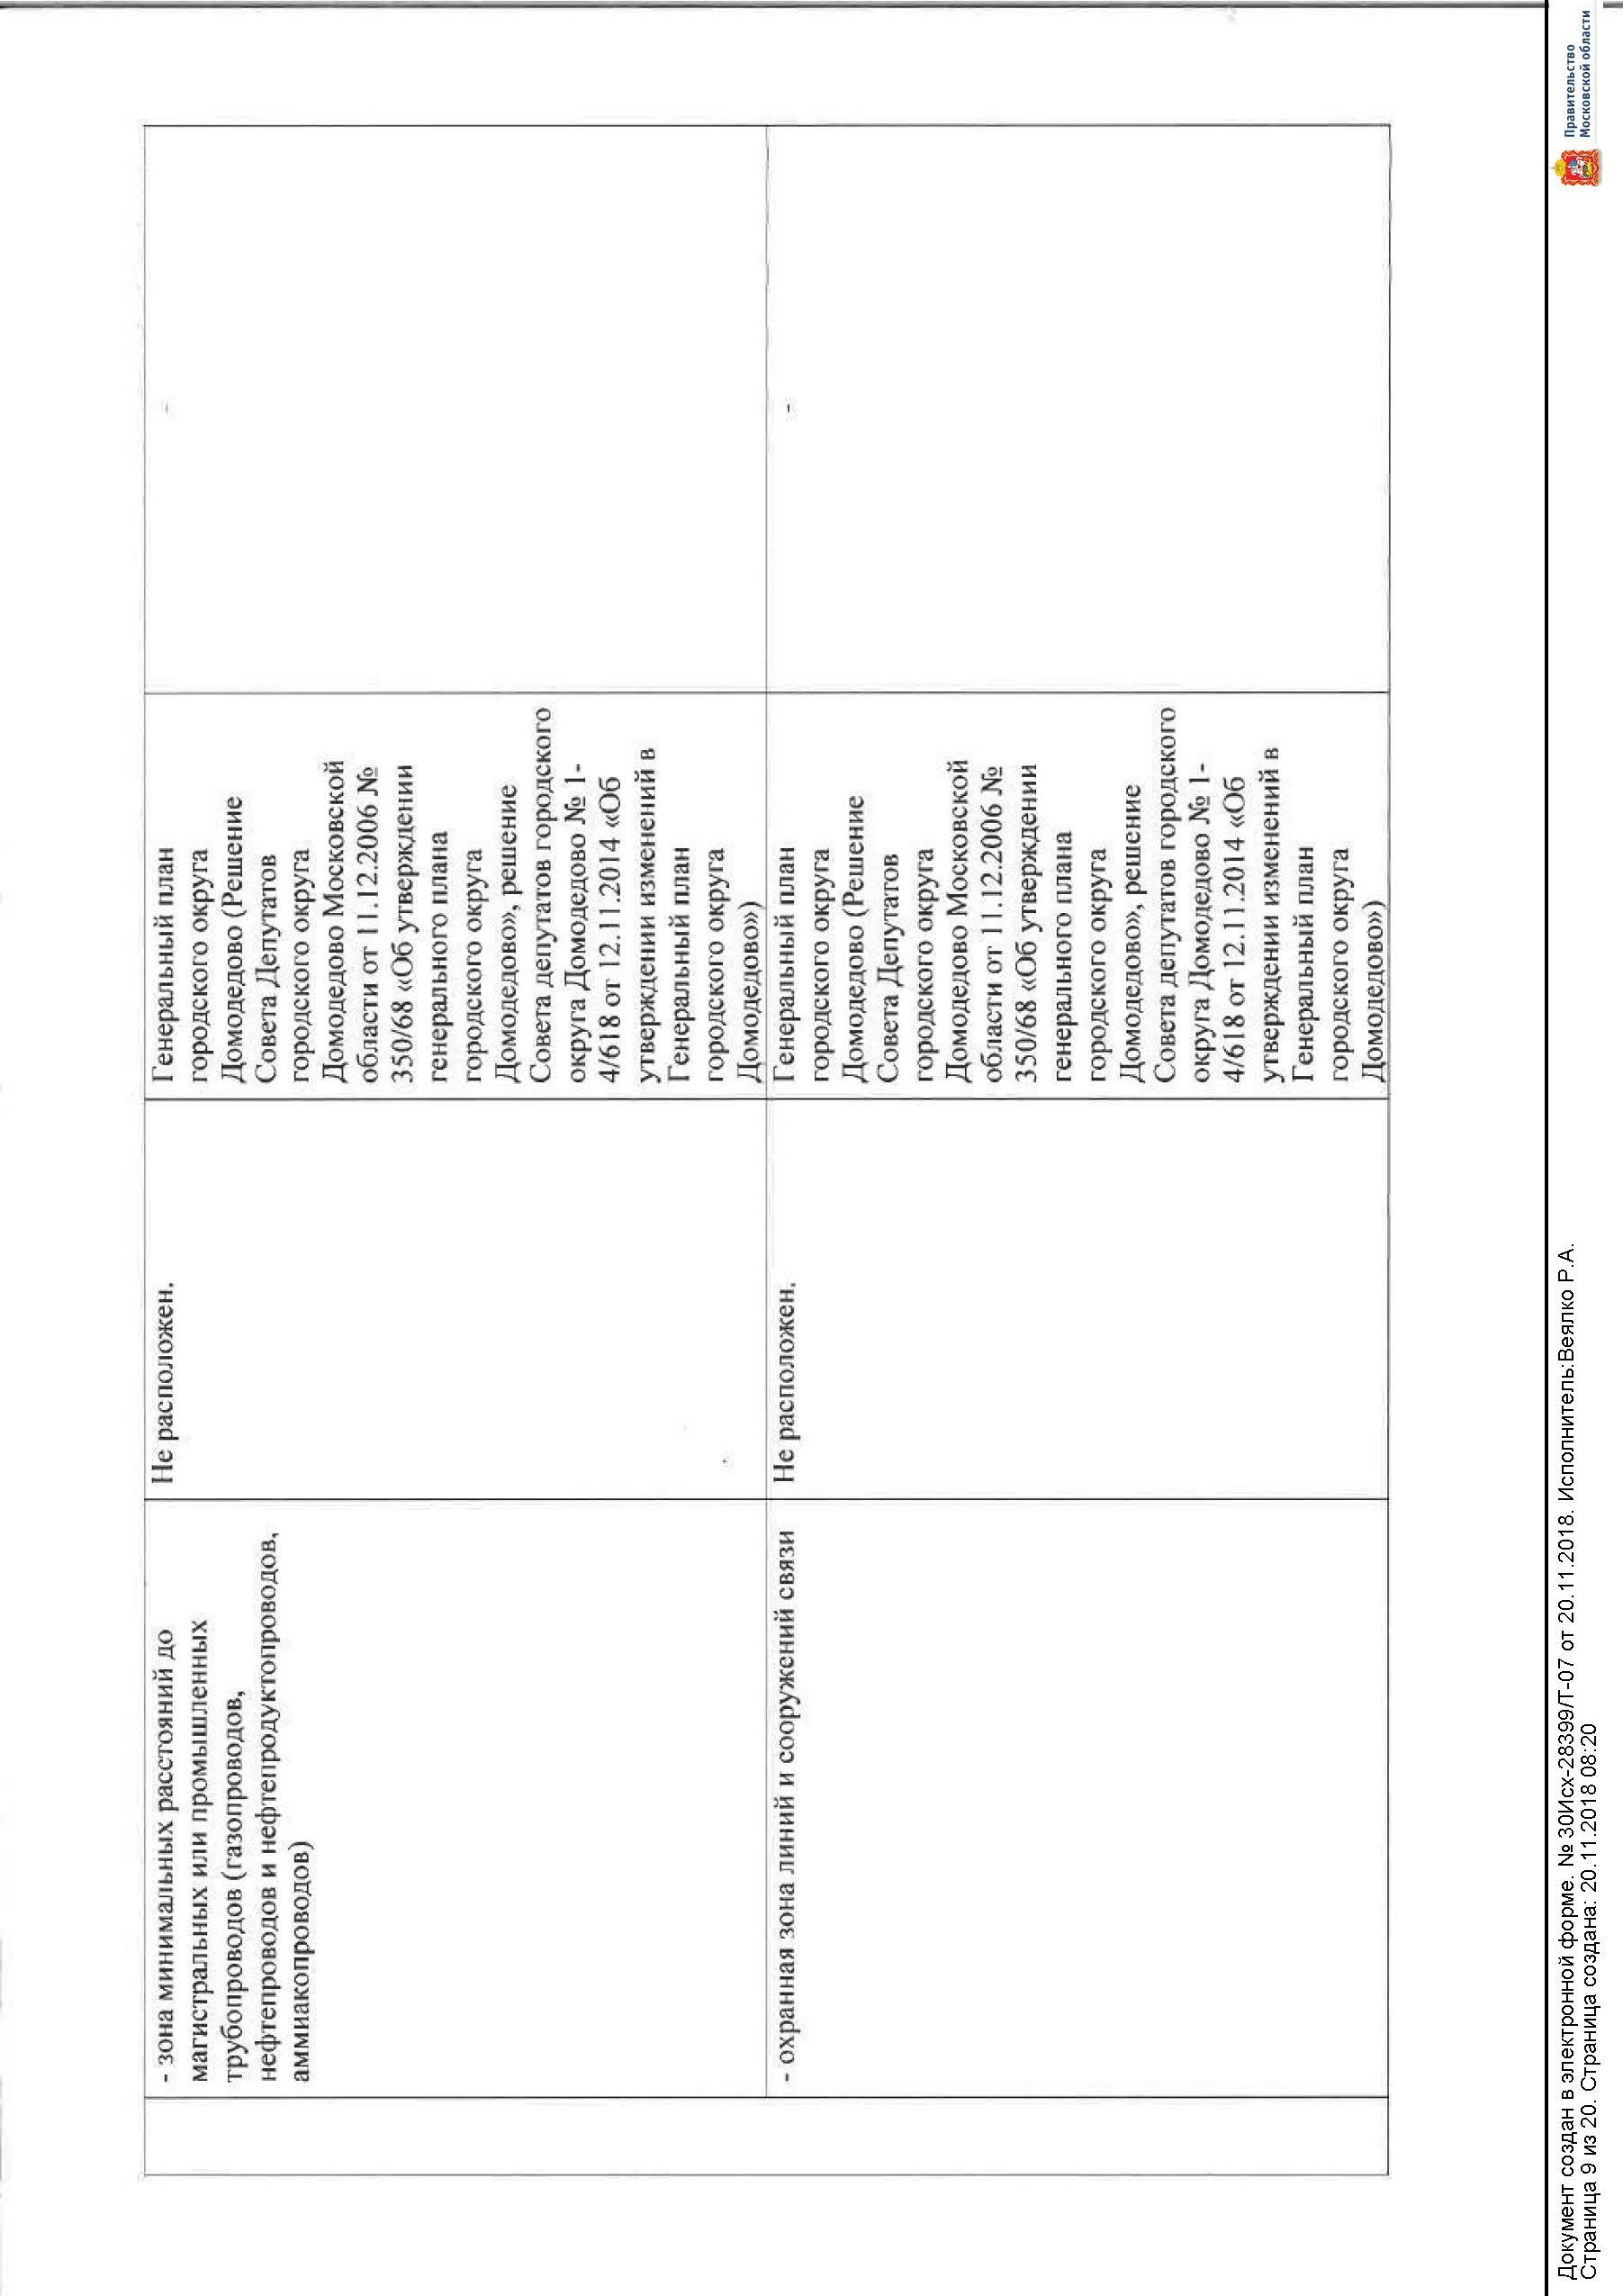 - зона минимальных расстояний до
магистральных или промышленных
трубопроводов (газопроводов,
нефтепроводов и нефтепродуктопроводов,
аммиакопроводов)
Не расположен.
Генеральный план
городского округа
Домодедово (Решение
Совета Депутатов
городского округа
Домодедово Московской
области от 11.12.2006 №
350/68 «Об утверждении
генерального плана
городского округа
Домодедово», решение
Совета депутатов городского
округа Домодедово № 1-
4/618 от 12.11.2014 «Об
утверждении изменений в
Генеральный план
городского округа
Домодедово»)
-
- охранная зона линий и сооружений связи
Не расположен.
Генеральный план
городского округа
Домодедово (Решение
Совета Депутатов
городского округа
Домодедово Московской
области от 11.12.2006 №
350/68 «Об утверждении
генерального плана
городского округа
Домодедово», решение
Совета депутатов городского
округа Домодедово № 1-
4/618 от 12.11.2014 «Об
утверждении изменений в
Генеральный план
городского округа
Домодедово»)
-
Документ создан в электронной форме. № 30Исх-28399/Т-07 от 20.11.2018. Исполнитель:Веялко Р.А.
Страница 9 из 20. Страница создана: 20.11.2018 08:20
Правительство
Московской области